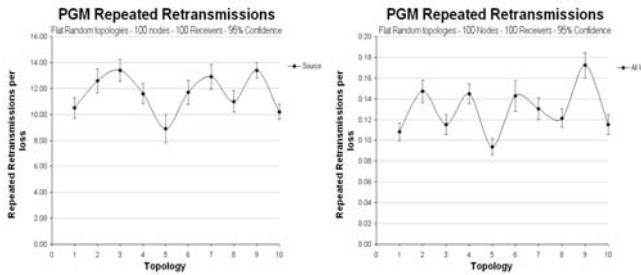 PGM Repeated Retransmissions
Flat Random topologies - 100 nodes - 100 Receivers - 95% Confidence
Repeated Retransmissions per
loss
16.00
14.00
12.00
10.00
8.00
6.00
4.00
2.00
0.00
0 1 2 3 4 5 6 7 8 9 10
Topology
Source
PGM Repeated Retransmissions
Flat Random topologies - 100 Nodes - 100 Receivers - 95% Confidence
Repeated Retransmissions per
loss
0.20
0.18
0.16
0.14
0.12
0.10
0.08
0.06
0.04
0.02
0.00
0 1 2 3 4 5 6 7 8 9 10
Topology
All